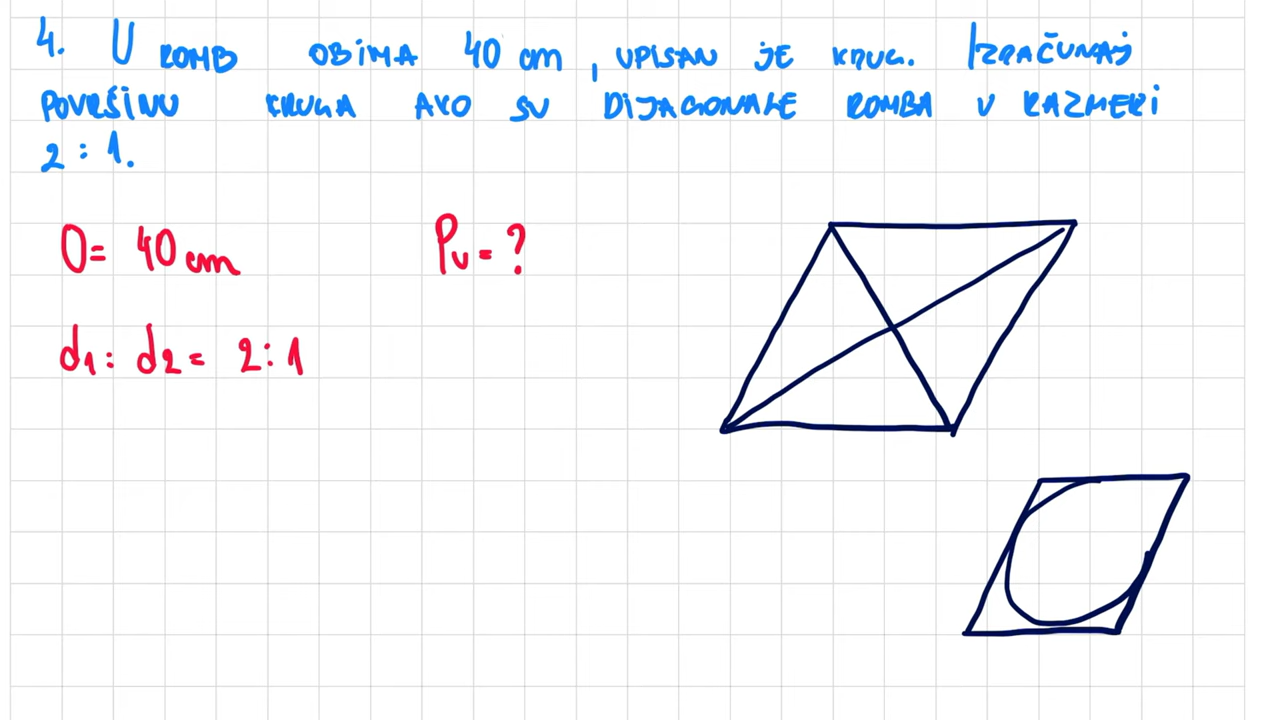 4. U ROMB OBIMA 40 cm, UPISAN JE KRUG. IZRAČUNAJ
POVRŠINU KRUGA AKO SU DIJAGONALE ROMBA U RAZMERI
2:1.
O = 40 cm Pu = ?
d1 : d2 = 2:1